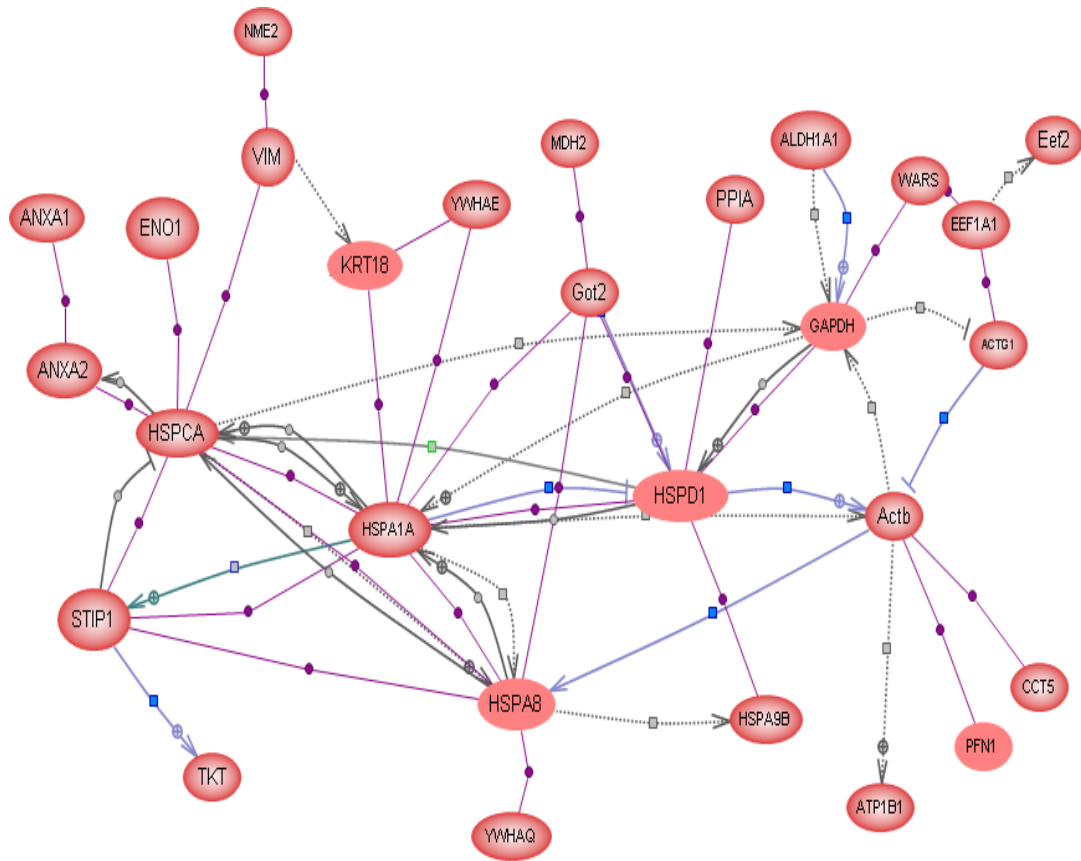 NME2
VIM
MDH2
ALDH1A1
Eef2
WARS
ANXA1
ENO1
YWHAE
PPIA
EEF1A1
KRT18
Got2
GAPDH
ACTG1
ANXA2
HSPCA
HSPD1
HSPA1A
Actb
STIP1
HSPA8
HSPA9B
CCT5
PFN1
TKT
ATP1B1
YWHAQ